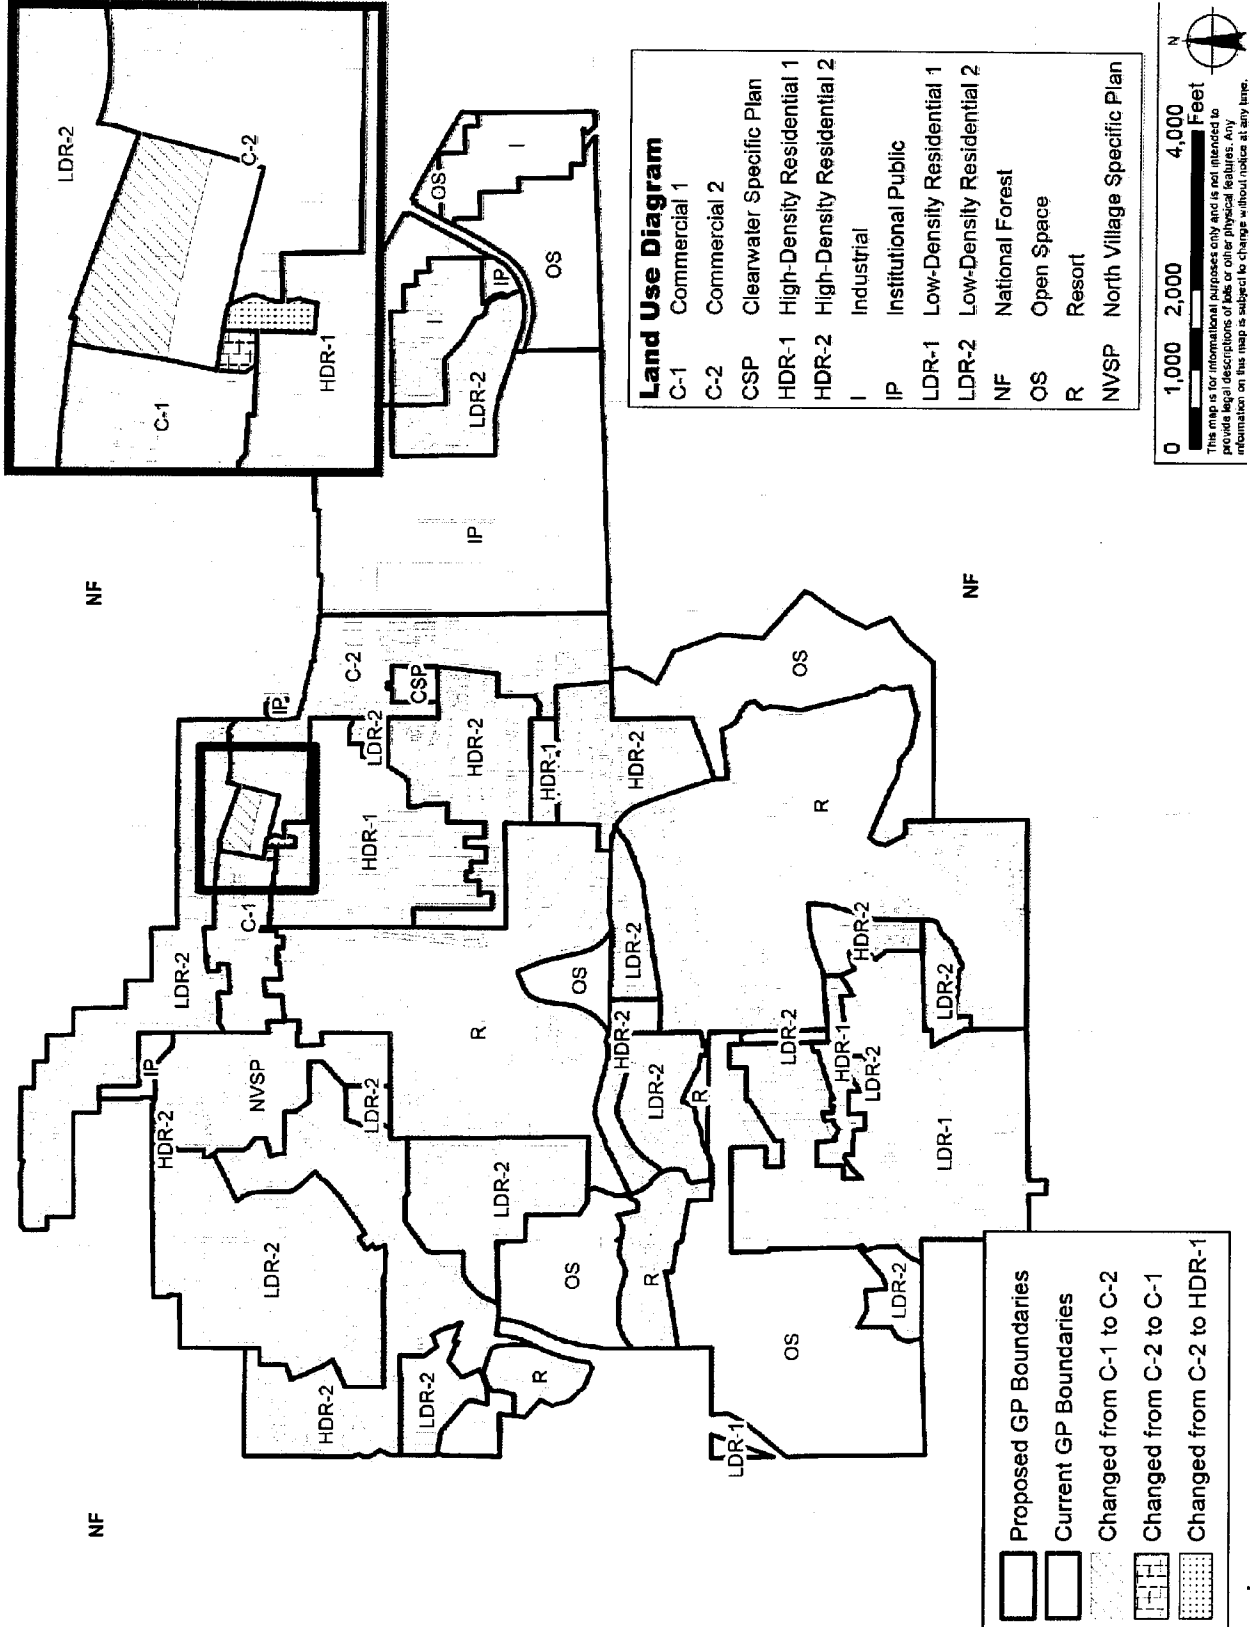 LDR-2
C-2
C-1
HDR-1
OS
I
I
IP
OS
LDR-2
IP
NF
NF
NF
Land Use Diagram
C-1 Commercial 1
C-2 Commercial 2
CSP Clearwater Specific Plan
HDR-1 High-Density Residential 1
HDR-2 High-Density Residential 2
I Industrial
IP Institutional Public
LDR-1 Low-Density Residential 1
LDR-2 Low-Density Residential 2
NF National Forest
OS Open Space
R Resort
NVSP North Village Specific Plan
N
0 1,000 2,000 4,000
Feet
This map is for informational purposes only and is not intended to
provide legal descriptions of lots or other physical features. Any
information on this map is subject to change without notice at any time.
IP
C-2
CSP
LDR-2
HDR-2
HDR-1
HDR-2
OS
HDR-1
C-1
R
LDR-2
OS
LDR-2
R
HDR-2
LDR-2
IP
NVSP
HDR-2
LDR-2
HDR-2
LDR-2
R
LDR-2
HDR-1
LDR-2
LDR-1
LDR-2
LDR-2
OS
R
OS
LDR-2
HDR-2
LDR-2
R
LDR-1
Proposed GP Boundaries
Current GP Boundaries
Changed from C-1 to C-2
Changed from C-2 to C-1
Changed from C-2 to HDR-1